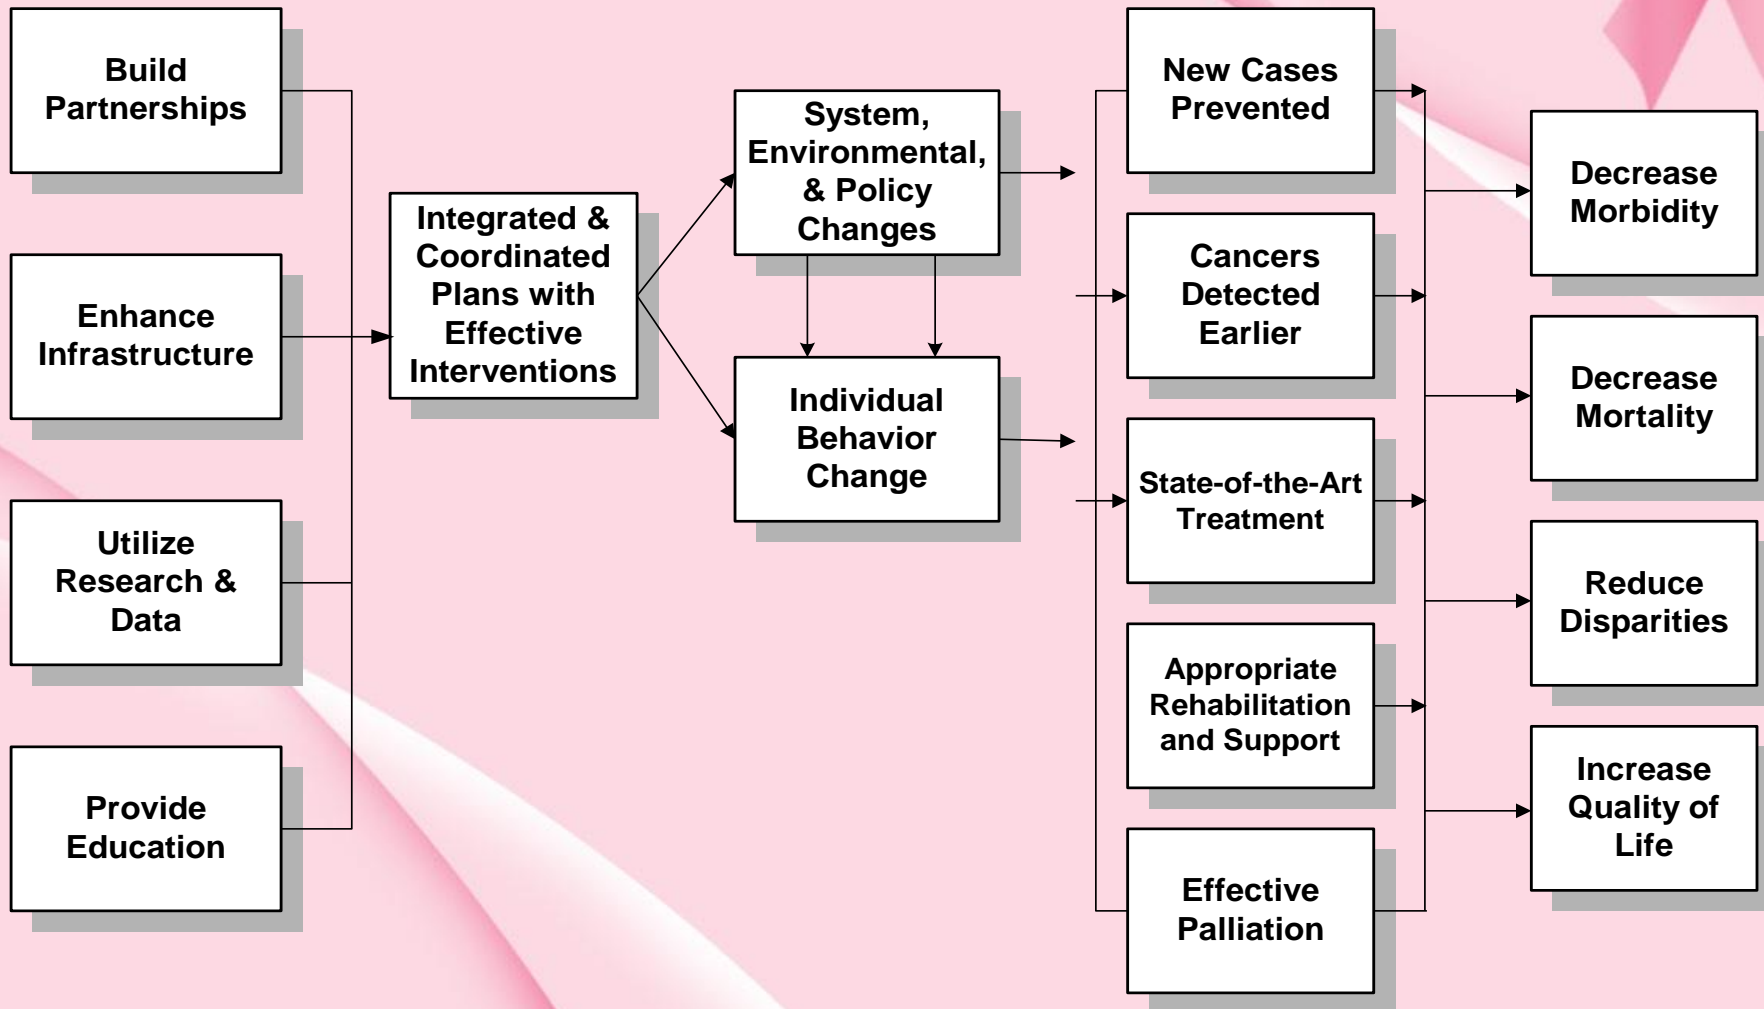 Build
Partnerships
Enhance
Infrastructure
Utilize
Research &
Data
Provide
Education
Integrated &
Coordinated
Plans with
Effective
Interventions
System,
Environmental,
& Policy
Changes
Individual
Behavior
Change
New Cases
Prevented
Cancers
Detected
Earlier
State-of-the-Art
Treatment
Appropriate
Rehabilitation
and Support
Effective
Palliation
Decrease
Morbidity
Decrease
Mortality
Reduce
Disparities
Increase
Quality of
Life